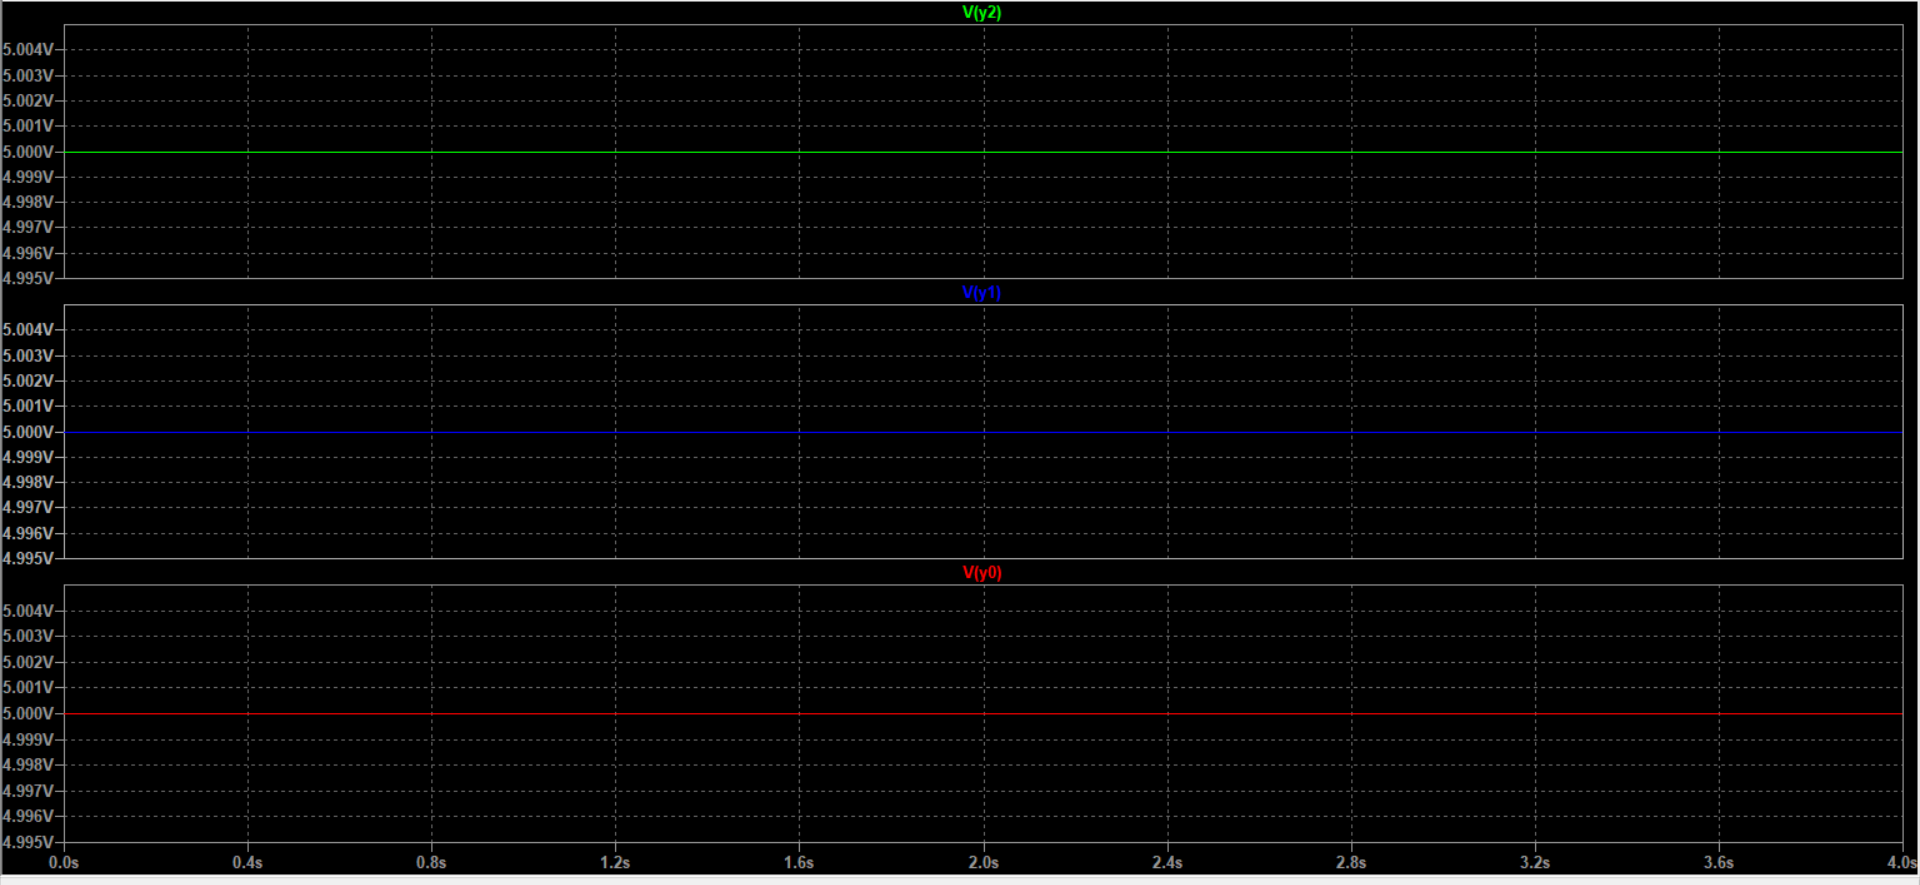 V(y2)
5.004V
5.003V
5.002V
5.001V
5.000V
4.999V
4.998V
4.997V
4.996V
4.995V
V(y1)
5.004V
5.003V
5.002V
5.001V
5.000V
4.999V
4.998V
4.997V
4.996V
4.995V
V(y0)
5.004V
5.003V
5.002V
5.001V
5.000V
4.999V
4.998V
4.997V
4.996V
4.995V
0.0s 0.4s 0.8s 1.2s 1.6s 2.0s 2.4s 2.8s 3.2s 3.6s 4.0s